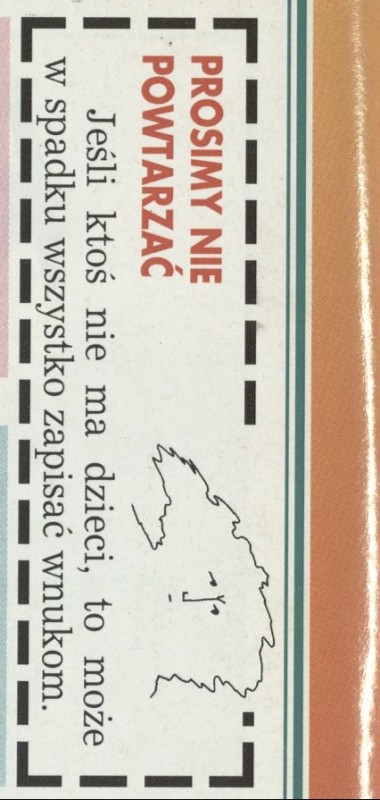 PROSIMY NIE
POWTARZAĆ
Jeśli ktoś nie ma dzieci, to może
w spadku wszystko zapisać wnukom.